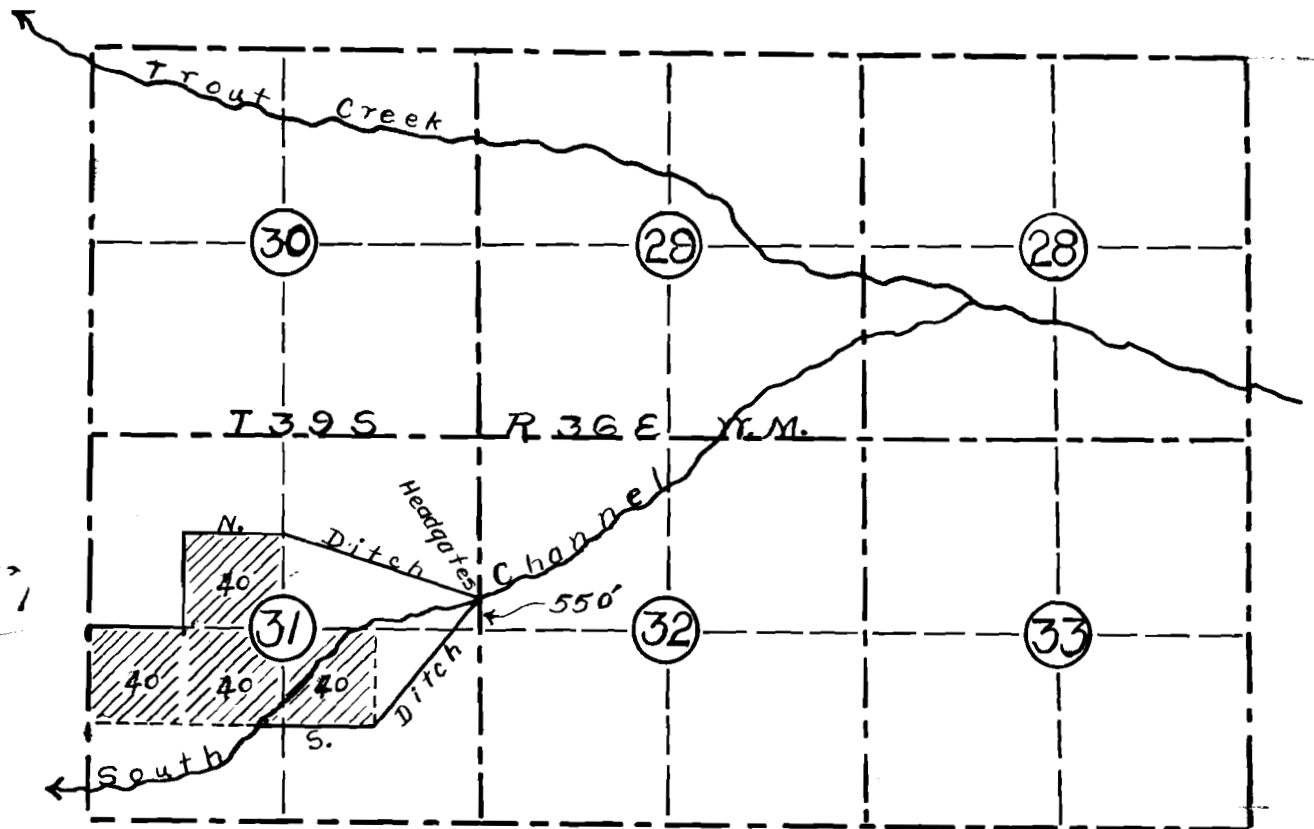 Trout Creek
30
29
28
T 39 S R 36 E W.M.
Headgates
N.
Ditch
Channel
40
550'
31
32
33
40
40
40
Ditch
S.
South